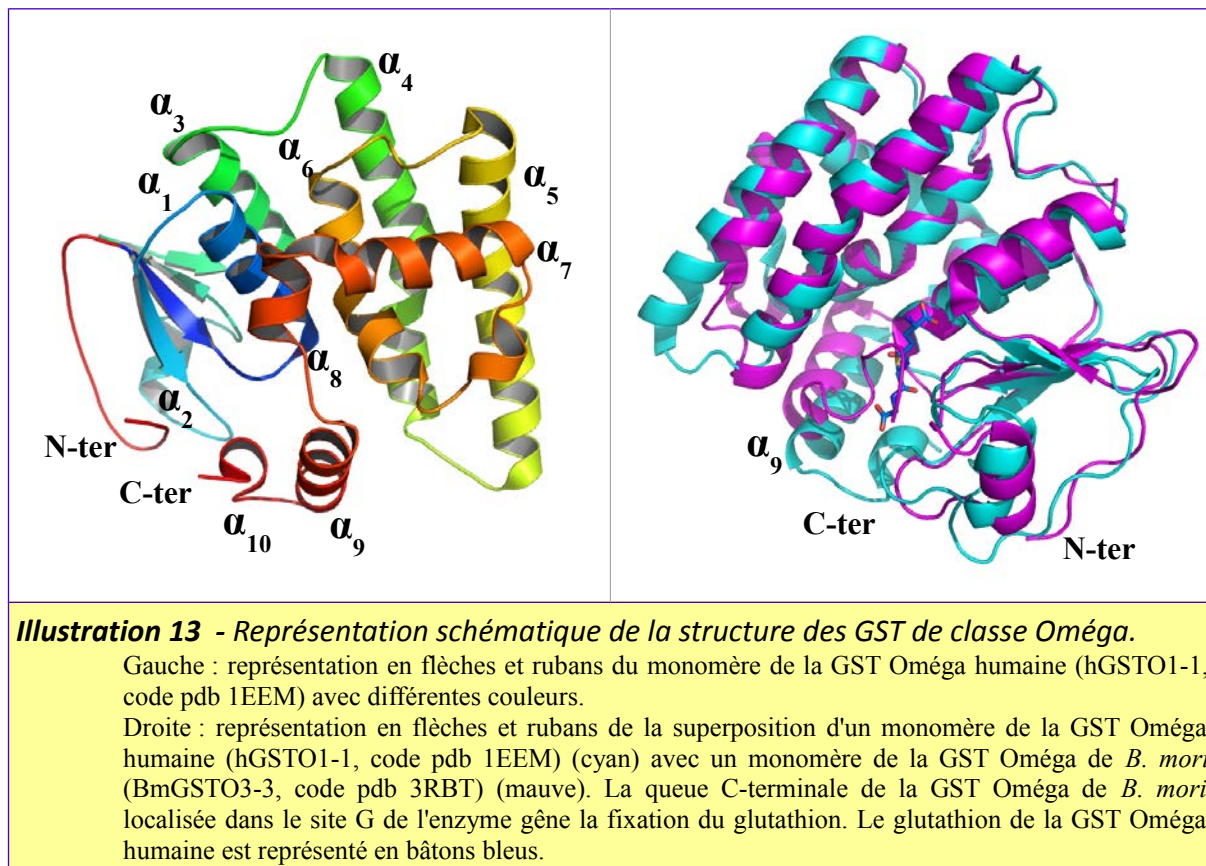 α4
α3
α6
α1
α5
α7
α8
α2
N-ter
C-ter
α10
α9
α9
C-ter
N-ter
Illustration 13 - Représentation schématique de la structure des GST de classe Oméga.
Gauche : représentation en flèches et rubans du monomère de la GST Oméga humaine (hGSTO1-1,
code pdb 1EEM) avec différentes couleurs.
Droite : représentation en flèches et rubans de la superposition d'un monomère de la GST Oméga
humaine (hGSTO1-1, code pdb 1EEM) (cyan) avec un monomère de la GST Oméga de B. mori
(BmGSTO3-3, code pdb 3RBT) (mauve). La queue C-terminale de la GST Oméga de B. mori
localisée dans le site G de l'enzyme gêne la fixation du glutathion. Le glutathion de la GST Oméga
humaine est représenté en bâtons bleus.